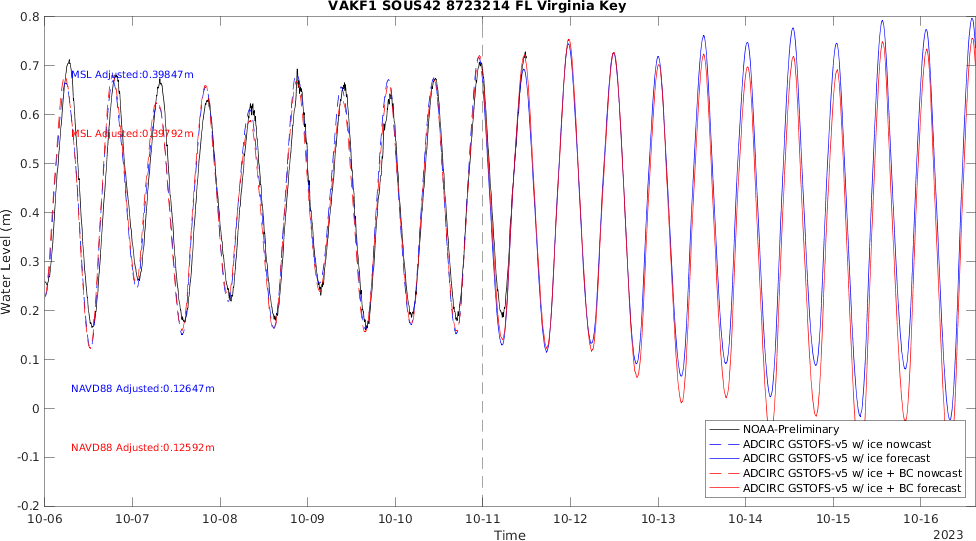 VAKF1 SOUS42 8723214 FL Virginia Key
0.8
0.7
0.6
0.5
0.4
0.3
0.2
0.1
0
-0.1
-0.2
Water Level (m)
MSL Adjusted:0.39847m
MSL Adjusted:0.39792m
NAVD88 Adjusted:0.12647m
NAVD88 Adjusted:0.12592m
NOAA-Preliminary
ADCIRC GSTOFS-v5 w/ ice nowcast
ADCIRC GSTOFS-v5 w/ ice forecast
ADCIRC GSTOFS-v5 w/ ice + BC nowcast
ADCIRC GSTOFS-v5 w/ ice + BC forecast
10-06 10-07 10-08 10-09 10-10 10-11 10-12 10-13 10-14 10-15 10-16
Time
2023